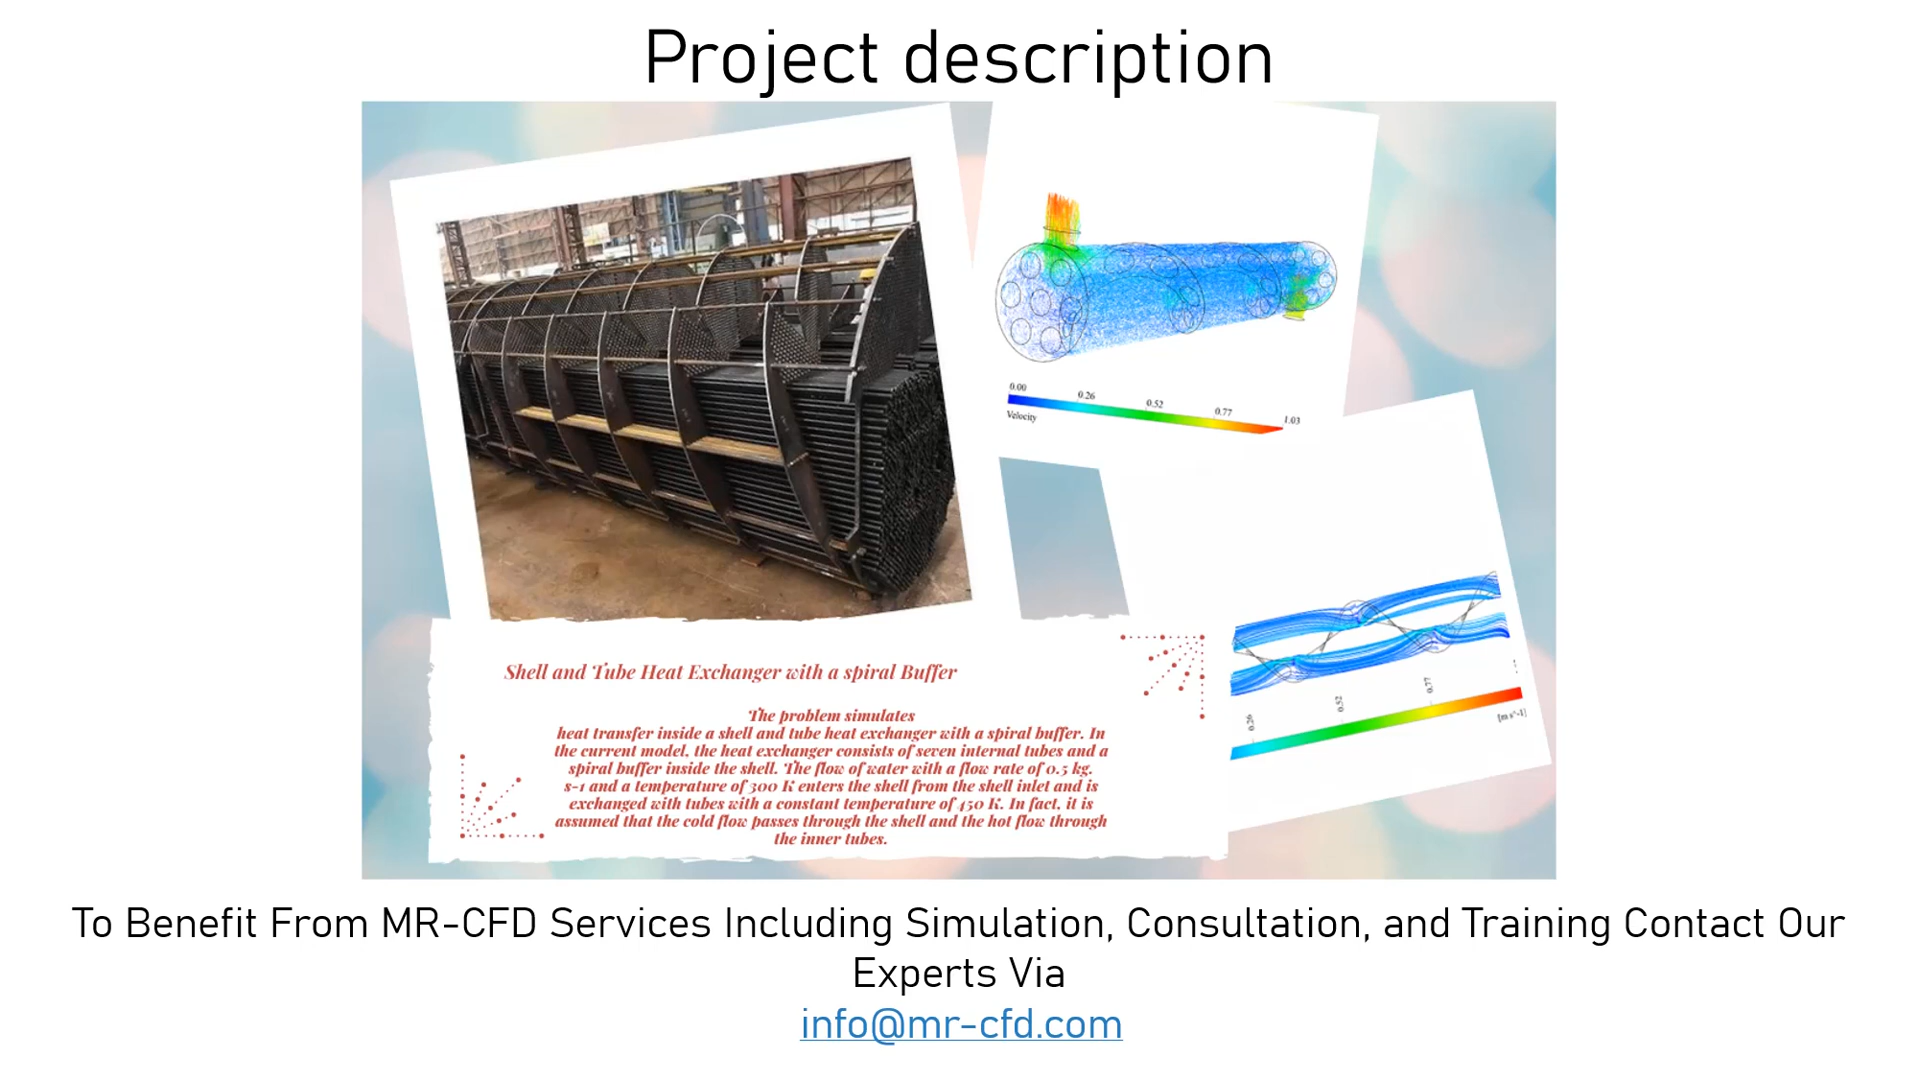 Project description
0.00
0.26
0.52
0.77
1.03
Velocity
0.26
0.52
0.77
[m s^-1]
Shell and Tube Heat Exchanger with a spiral Buffer
The problem simulates
heat transfer inside a shell and tube heat exchanger with a spiral buffer. In
the current model, the heat exchanger consists of seven internal tubes and a
spiral buffer inside the shell. The flow of water with a flow rate of 0.5 kg.
s-1 and a temperature of 300 K enters the shell from the shell inlet and is
exchanged with tubes with a constant temperature of 450 K. In fact, it is
assumed that the cold flow passes through the shell and the hot flow through
the inner tubes.
To Benefit From MR-CFD Services Including Simulation, Consultation, and Training Contact Our
Experts Via
info@mr-cfd.com